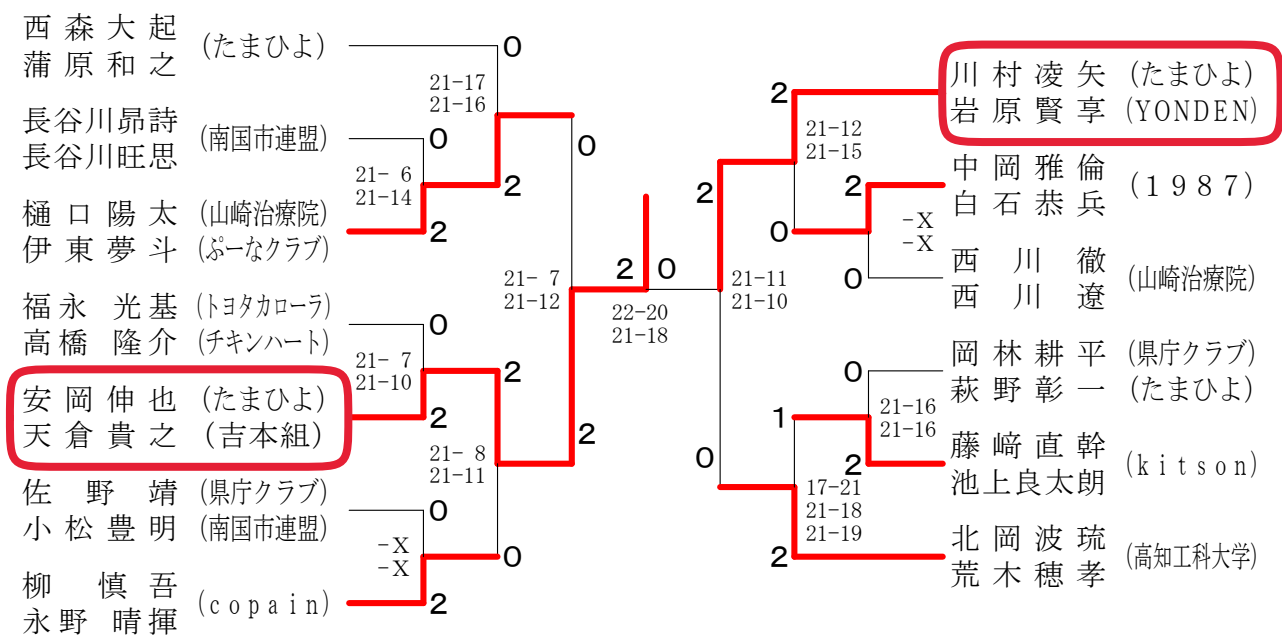 西森大起 (たまひよ)
蒲原和之
0
21-17
21-16
長谷川昴詩 (南国市連盟)
長谷川旺思
0
0
21- 6
21-14
2
樋口陽太 (山崎治療院)
伊東夢斗 (ぷーなクラブ)
2
21- 7
21-12
福永 光基 (トヨタカローラ)
高橋 隆介 (チキンハート)
0
21- 7
21-10
2
安岡伸也 (たまひよ)
天倉貴之 (吉本組)
2
2
21- 8
21-11
佐野靖 (県庁クラブ)
小松豊明 (南国市連盟)
0
-X
-X
0
柳 慎吾 (copain)
永野 晴揮
2
2 0
22-20
21-18
川村凌矢 (たまひよ)
岩原賢享 (YONDEN)
2
21-12
21-15
2
中岡雅倫 (1987)
白石恭兵
2
-X
-X
0
西川徹 (山崎治療院)
西川遼
0
21-11
21-10
岡林耕平 (県庁クラブ)
萩野彰一 (たまひよ)
0
21-16
21-16
1
藤﨑直幹 (kitson)
池上良太朗
2
0
17-21
21-18
21-19
北岡波琉 (高知工科大学)
荒木穂孝
2